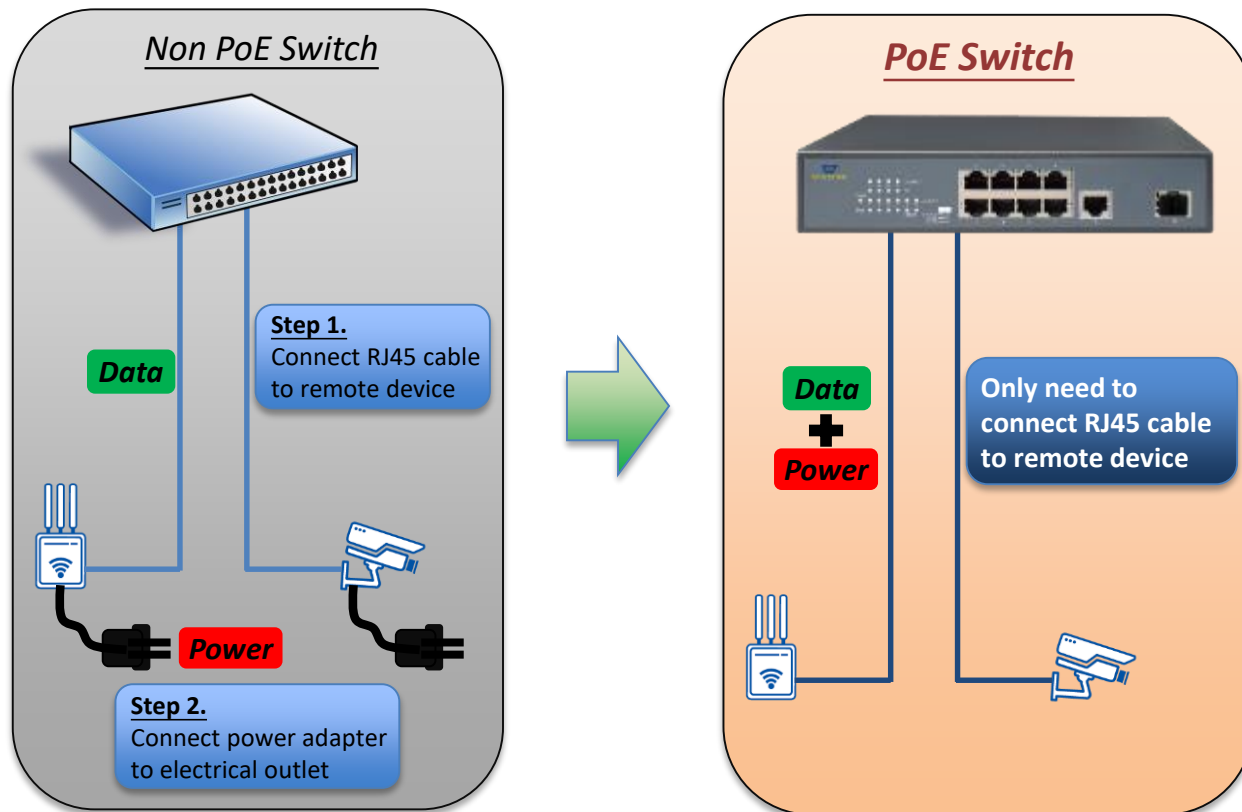 Non PoE Switch
Step 1.
Connect RJ45 cable
to remote device
Data
Power
Step 2.
Connect power adapter
to electrical outlet
PoE Switch
Data
Power
Only need to
connect RJ45 cable
to remote device